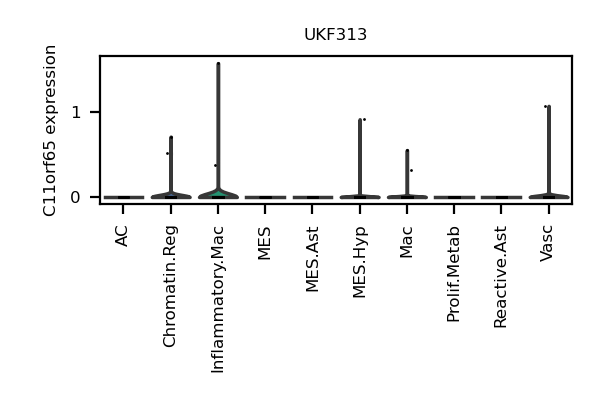 UKF313
C11orf65 expression
1
0
AC
Chromatin.Reg
Inflammatory.Mac
MES
MES.Ast
MES.Hyp
Mac
Prolif.Metab
Reactive.Ast
Vasc